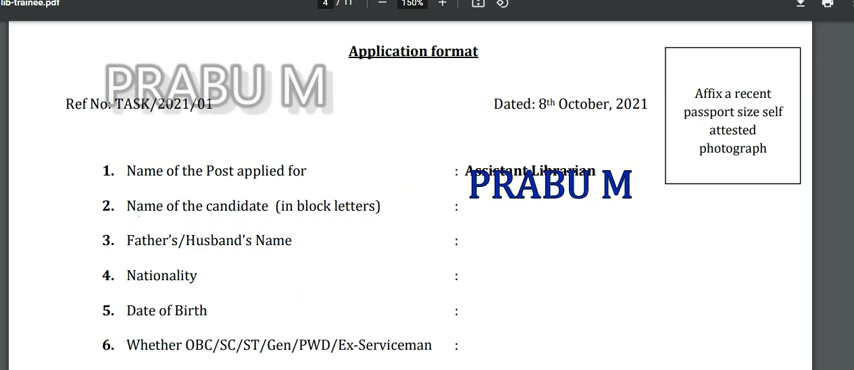 lib-trainee.pdf 4 / 11 — 150% +
Application format
PRABU M
Ref No: TASK/2021/01 Dated: 8th October, 2021
Affix a recent
passport size self
attested
photograph
1. Name of the Post applied for : Assistant Librarian
PRABU M
2. Name of the candidate (in block letters) :
3. Father's/Husband's Name :
4. Nationality :
5. Date of Birth :
6. Whether OBC/SC/ST/Gen/PWD/Ex-Serviceman :